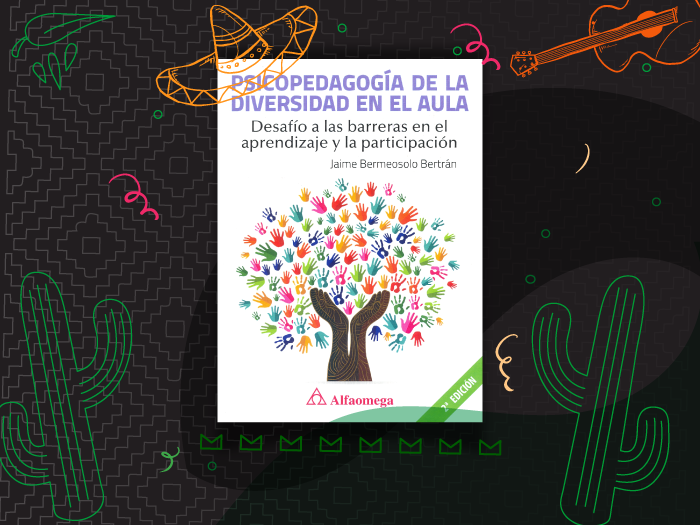 PSICOPEDAGOGÍA DE LA
DIVERSIDAD EN EL AULA
Desafío a las barreras en el
aprendizaje y la participación
Jaime Bermeosolo Bertrán
2ª EDICIÓN
Alfaomega